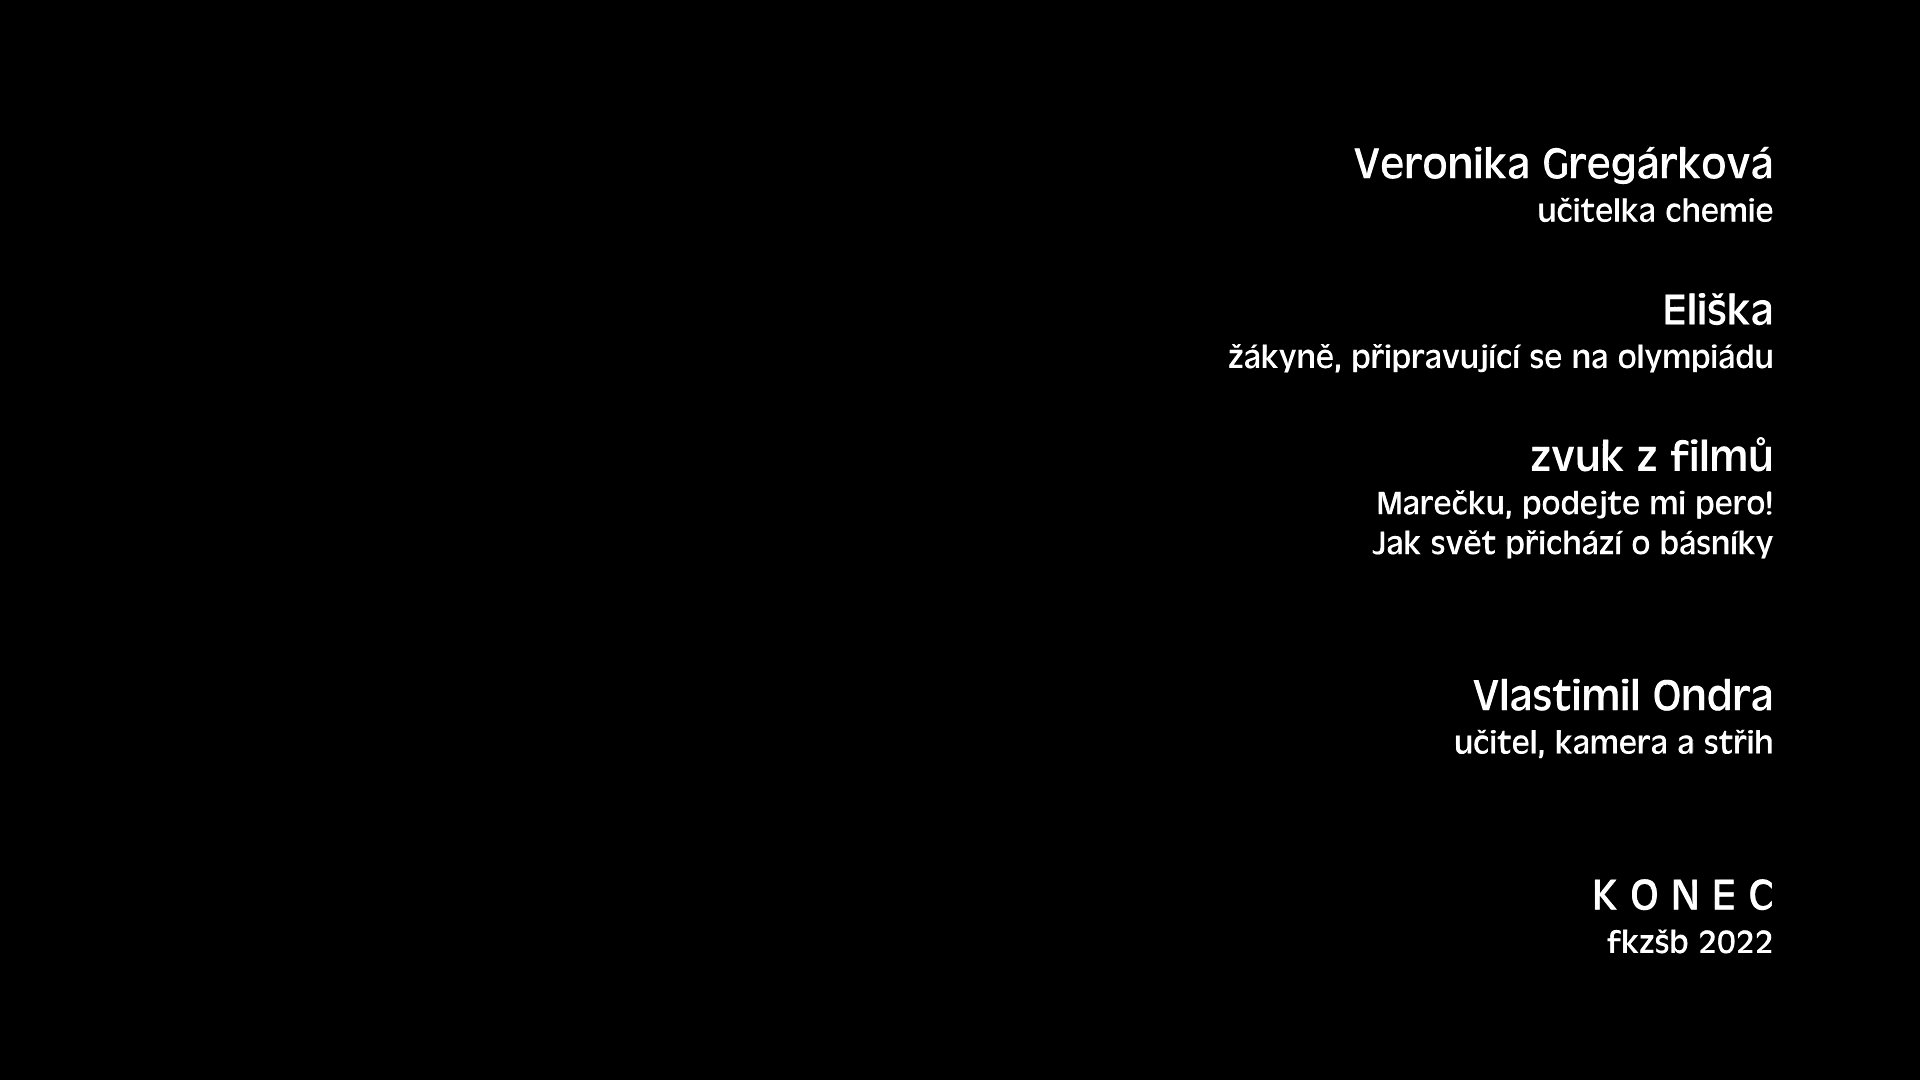 Veronika Gregárková
učitelka chemie
Eliška
žákyně, připravující se na olympiádu
zvuk z filmů
Marečku, podejte mi pero!
Jak svět přichází o básníky
Vlastimil Ondra
učitel, kamera a střih
K O N E C
fkzšb 2022